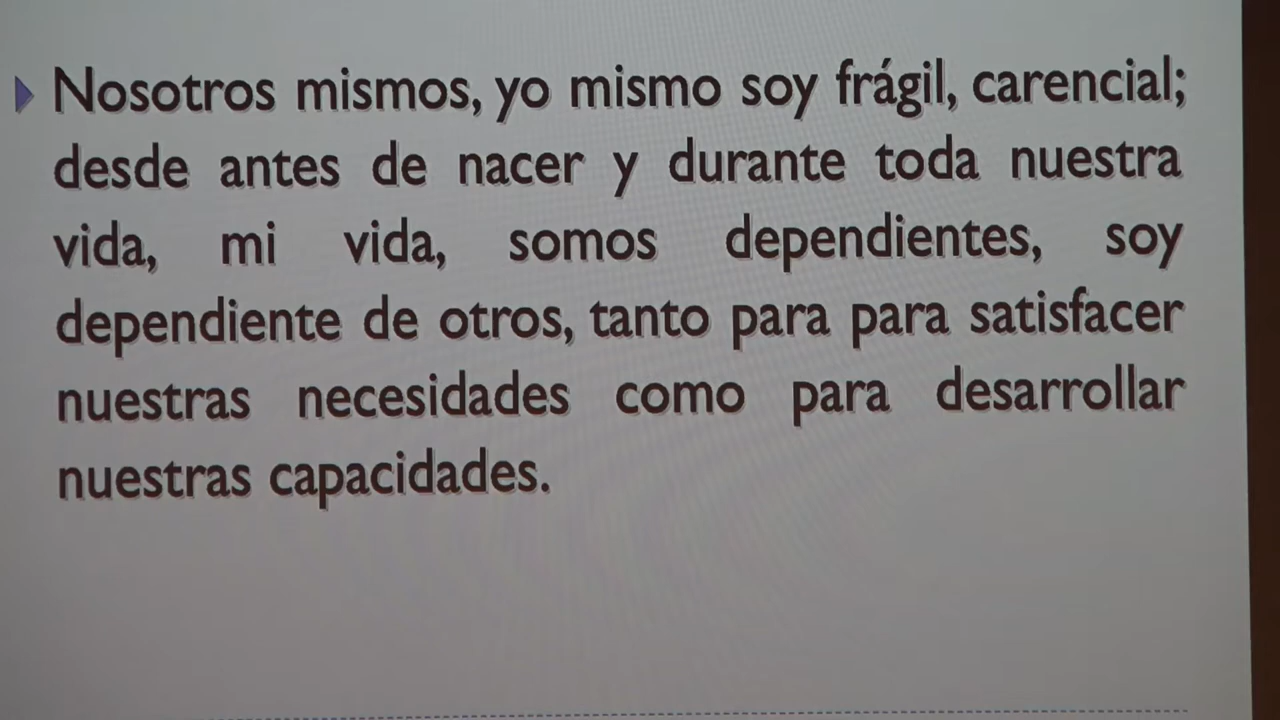 Nosotros mismos, yo mismo soy frágil, carencial;
desde antes de nacer y durante toda nuestra
vida, mi vida, somos dependientes, soy
dependiente de otros, tanto para para satisfacer
nuestras necesidades como para desarrollar
nuestras capacidades.